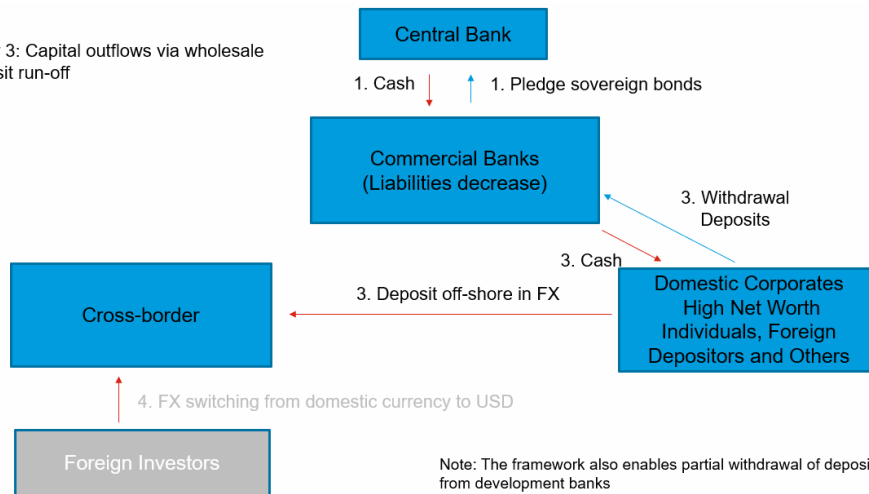 Central Bank
3: Capital outflows via wholesale
run-off
1. Cash
1. Pledge sovereign bonds
Commercial Banks
(Liabilities decrease)
3. Withdrawal
Deposits
3. Cash
Domestic Corporates
High Net Worth
Individuals, Foreign
Depositors and Others
3. Deposit off-shore in FX
Cross-border
4. FX switching from domestic currency to USD
Foreign Investors
Note: The framework also enables partial withdrawal of
from development banks